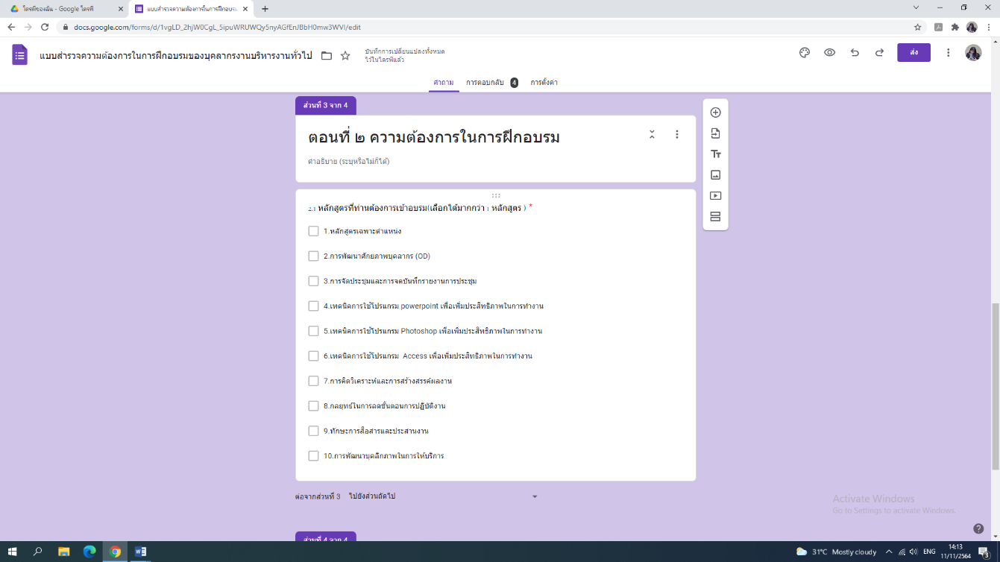 ไดรฟ์ของฉัน - Google ไดรฟ์
แบบสำรวจความต้องการในการฝึกอบรม
docs.google.com/forms/d/1vgLD_2hjW0CgL_5ipuWRUWQy5nyAGfEnJBbH0mw3WVI/edit
แบบสำรวจความต้องการในการฝึกอบรมของบุคลากรงานบริหารงานทั่วไป
บันทึกการเปลี่ยนแปลงทั้งหมด
ไว้ในไดรฟ์แล้ว
ส่ง
คำถาม
การตอบกลับ 4
การตั้งค่า
ส่วนที่ 3 จาก 4
ตอนที่ ๒ ความต้องการในการฝึกอบรม
คำอธิบาย (ระบุหรือไม่ก็ได้)
2.1 หลักสูตรที่ท่านต้องการเข้าอบรม(เลือกได้มากกว่า 1 หลักสูตร ) *
1.หลักสูตรเฉพาะตำแหน่ง
2.การพัฒนาศักยภาพบุคลากร (OD)
3.การจัดประชุมและการจดบันทึกรายงานการประชุม
4.เทคนิคการใช้โปรแกรม powerpoint เพื่อเพิ่มประสิทธิภาพในการทำงาน
5.เทคนิคการใช้โปรแกรม Photoshop เพื่อเพิ่มประสิทธิภาพในการทำงาน
6.เทคนิคการใช้โปรแกรม Access เพื่อเพิ่มประสิทธิภาพในการทำงาน
7.การคิดวิเคราะห์และการสร้างสรรค์ผลงาน
8.กลยุทธ์ในการลดขั้นตอนการปฏิบัติงาน
9.ทักษะการสื่อสารและประสานงาน
10.การพัฒนาบุคลิกภาพในการให้บริการ
ต่อจากส่วนที่ 3 ไปยังส่วนถัดไป
ส่วนที่ 4 จาก 4
Activate Windows
Go to Settings to activate Windows.
31°C Mostly cloudy
ENG
14:13
11/11/2564
3